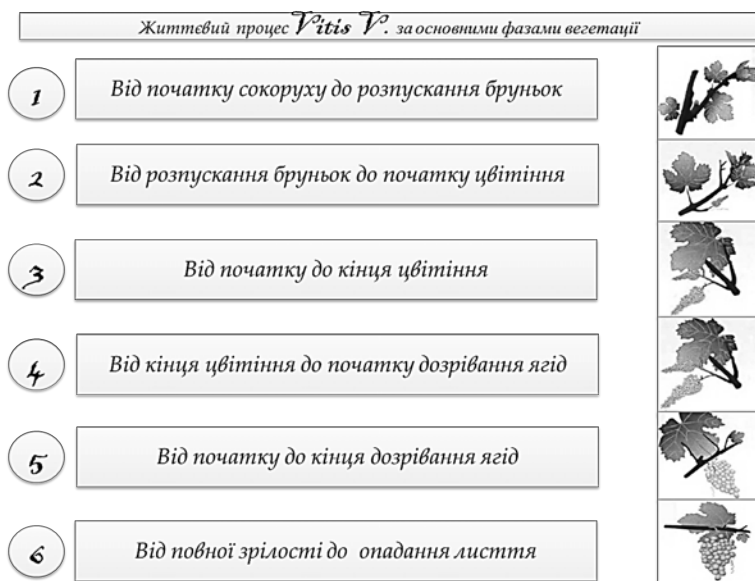 Життєвий процес Vitis V. за основними фазами вегетації
1
Від початку сокоруху до розпускання бруньок
2
Від розпускання бруньок до початку цвітіння
3
Від початку до кінця цвітіння
4
Від кінця цвітіння до початку дозрівання ягід
5
Від початку до кінця дозрівання ягід
6
Від повної зрілості до опадання листя